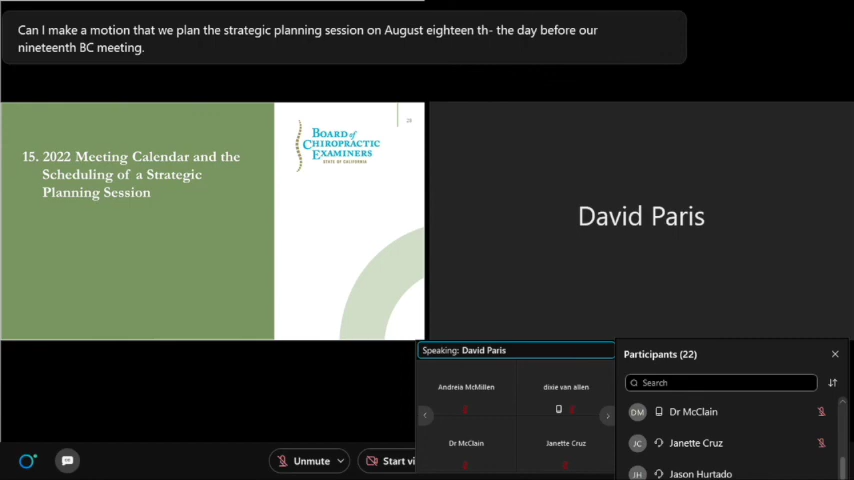 Can I make a motion that we plan the strategic planning session on August eighteen th- the day before our
nineteenth BC meeting.
28
15. 2022 Meeting Calendar and the
Scheduling of a Strategic
Planning Session
BOARD of
CHIROPRACTIC
EXAMINERS
STATE OF CALIFORNIA
David Paris
Speaking: David Paris
Andreia McMillen
dixie van allen
Dr McClain
Janette Cruz
Participants (22)
Search
DM Dr McClain
JC Janette Cruz
JH Jason Hurtado
Unmute
Start vi